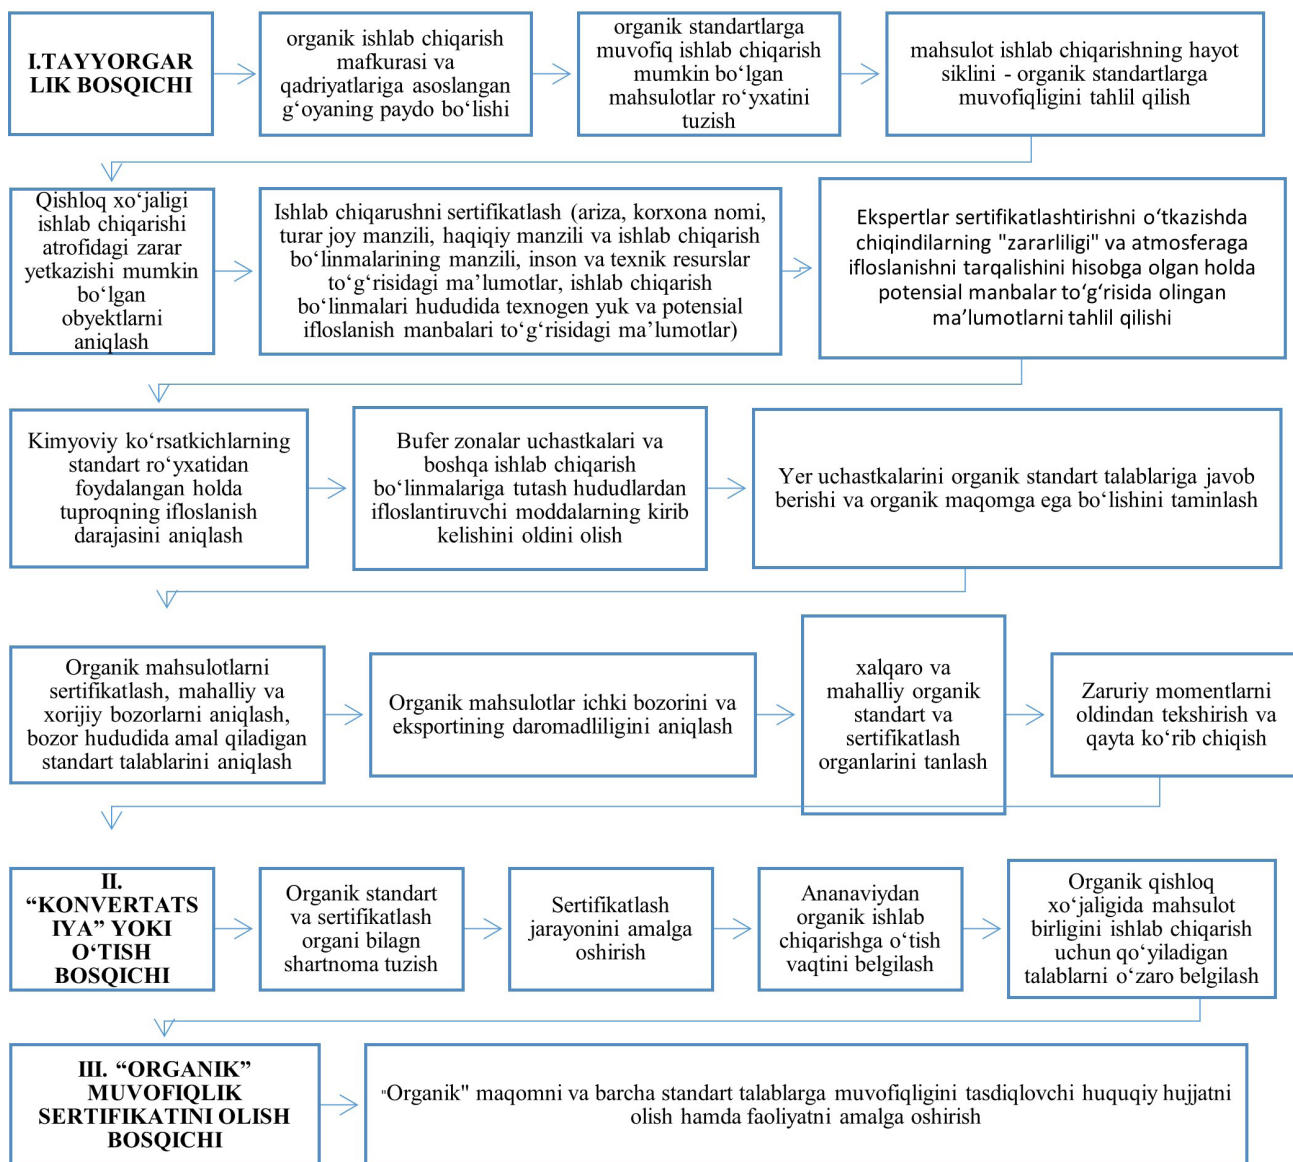 I.TAYYORGAR
LIK BOSQICHI
organik ishlab chiqarish
mafkurasi va
qadriyatlariga asoslangan
g‘oyaning paydo bo‘lishi
organik standartlarga
muvofiq ishlab chiqarish
mumkin bo‘lgan
mahsulotlar ro‘yxatini
tuzish
mahsulot ishlab chiqarishning hayot
siklini - organik standartlarga
muvofiqligini tahlil qilish
Qishloq xo‘jaligi
ishlab chiqarishi
atrofidagi zarar
yetkazishi mumkin
bo‘lgan
obyektlarni
aniqlash
Ishlab chiqarushni sertifikatlash (ariza, korxona nomi,
turar joy manzili, haqiqiy manzili va ishlab chiqarish
bo‘linmalarining manzili, inson va texnik resurslar
to‘g‘risidagi ma’lumotlar, ishlab chiqarish
bo‘linmalari hududida texnogen yuk va potensial
ifloslanish manbalari to‘g‘risidagi ma’lumotlar)
Ekspertlar sertifikatlashtirishni o‘tkazishda
chiqindilarning "zararliligi" va atmosferaga
ifloslanishni tarqalishini hisobga olgan holda
potensial manbalar to‘g‘risida olingan
ma’lumotlarni tahlil qilishi
Kimyoviy ko‘rsatkichlarning
standart ro‘yxatidan
foydalangan holda
tuproqning ifloslanish
darajasini aniqlash
Bufer zonalar uchastkalari va
boshqa ishlab chiqarish
bo‘linmalariga tutash hududlardan
ifloslantiruvchi moddalarning kirib
kelishini oldini olish
Yer uchastkalarini organik standart talablariga javob
berishi va organik maqomga ega bo‘lishini taminlash
Organik mahsulotlarni
sertifikatlash, mahalliy va
xorijiy bozorlarni aniqlash,
bozor hududida amal qiladigan
standart talablarini aniqlash
Organik mahsulotlar ichki bozorini va
eksportining daromadliligini aniqlash
xalqaro va
mahalliy organik
standart va
sertifikatlash
organlarini tanlash
Zaruriy momentlarni
oldindan tekshirish va
qayta ko‘rib chiqish
II.
“KONVERTATS
IYA” YOKI
O‘TISH
BOSQICHI
Organik standart
va sertifikatlash
organi bilagn
shartnoma tuzish
Sertifikatlash
jarayonini amalga
oshirish
Ananaviydan
organik ishlab
chiqarishga o‘tish
vaqtini belgilash
Organik qishloq
xo‘jaligida mahsulot
birligini ishlab chiqarish
uchun qo‘yiladigan
talablarni o‘zaro belgilash
III. “ORGANIK”
MUVOFIQLIK
SERTIFIKATINI OLISH
BOSQICHI
"Organik" maqomni va barcha standart talablarga muvofiqligini tasdiqlovchi huquqiy hujjatni
olish hamda faoliyatni amalga oshirish